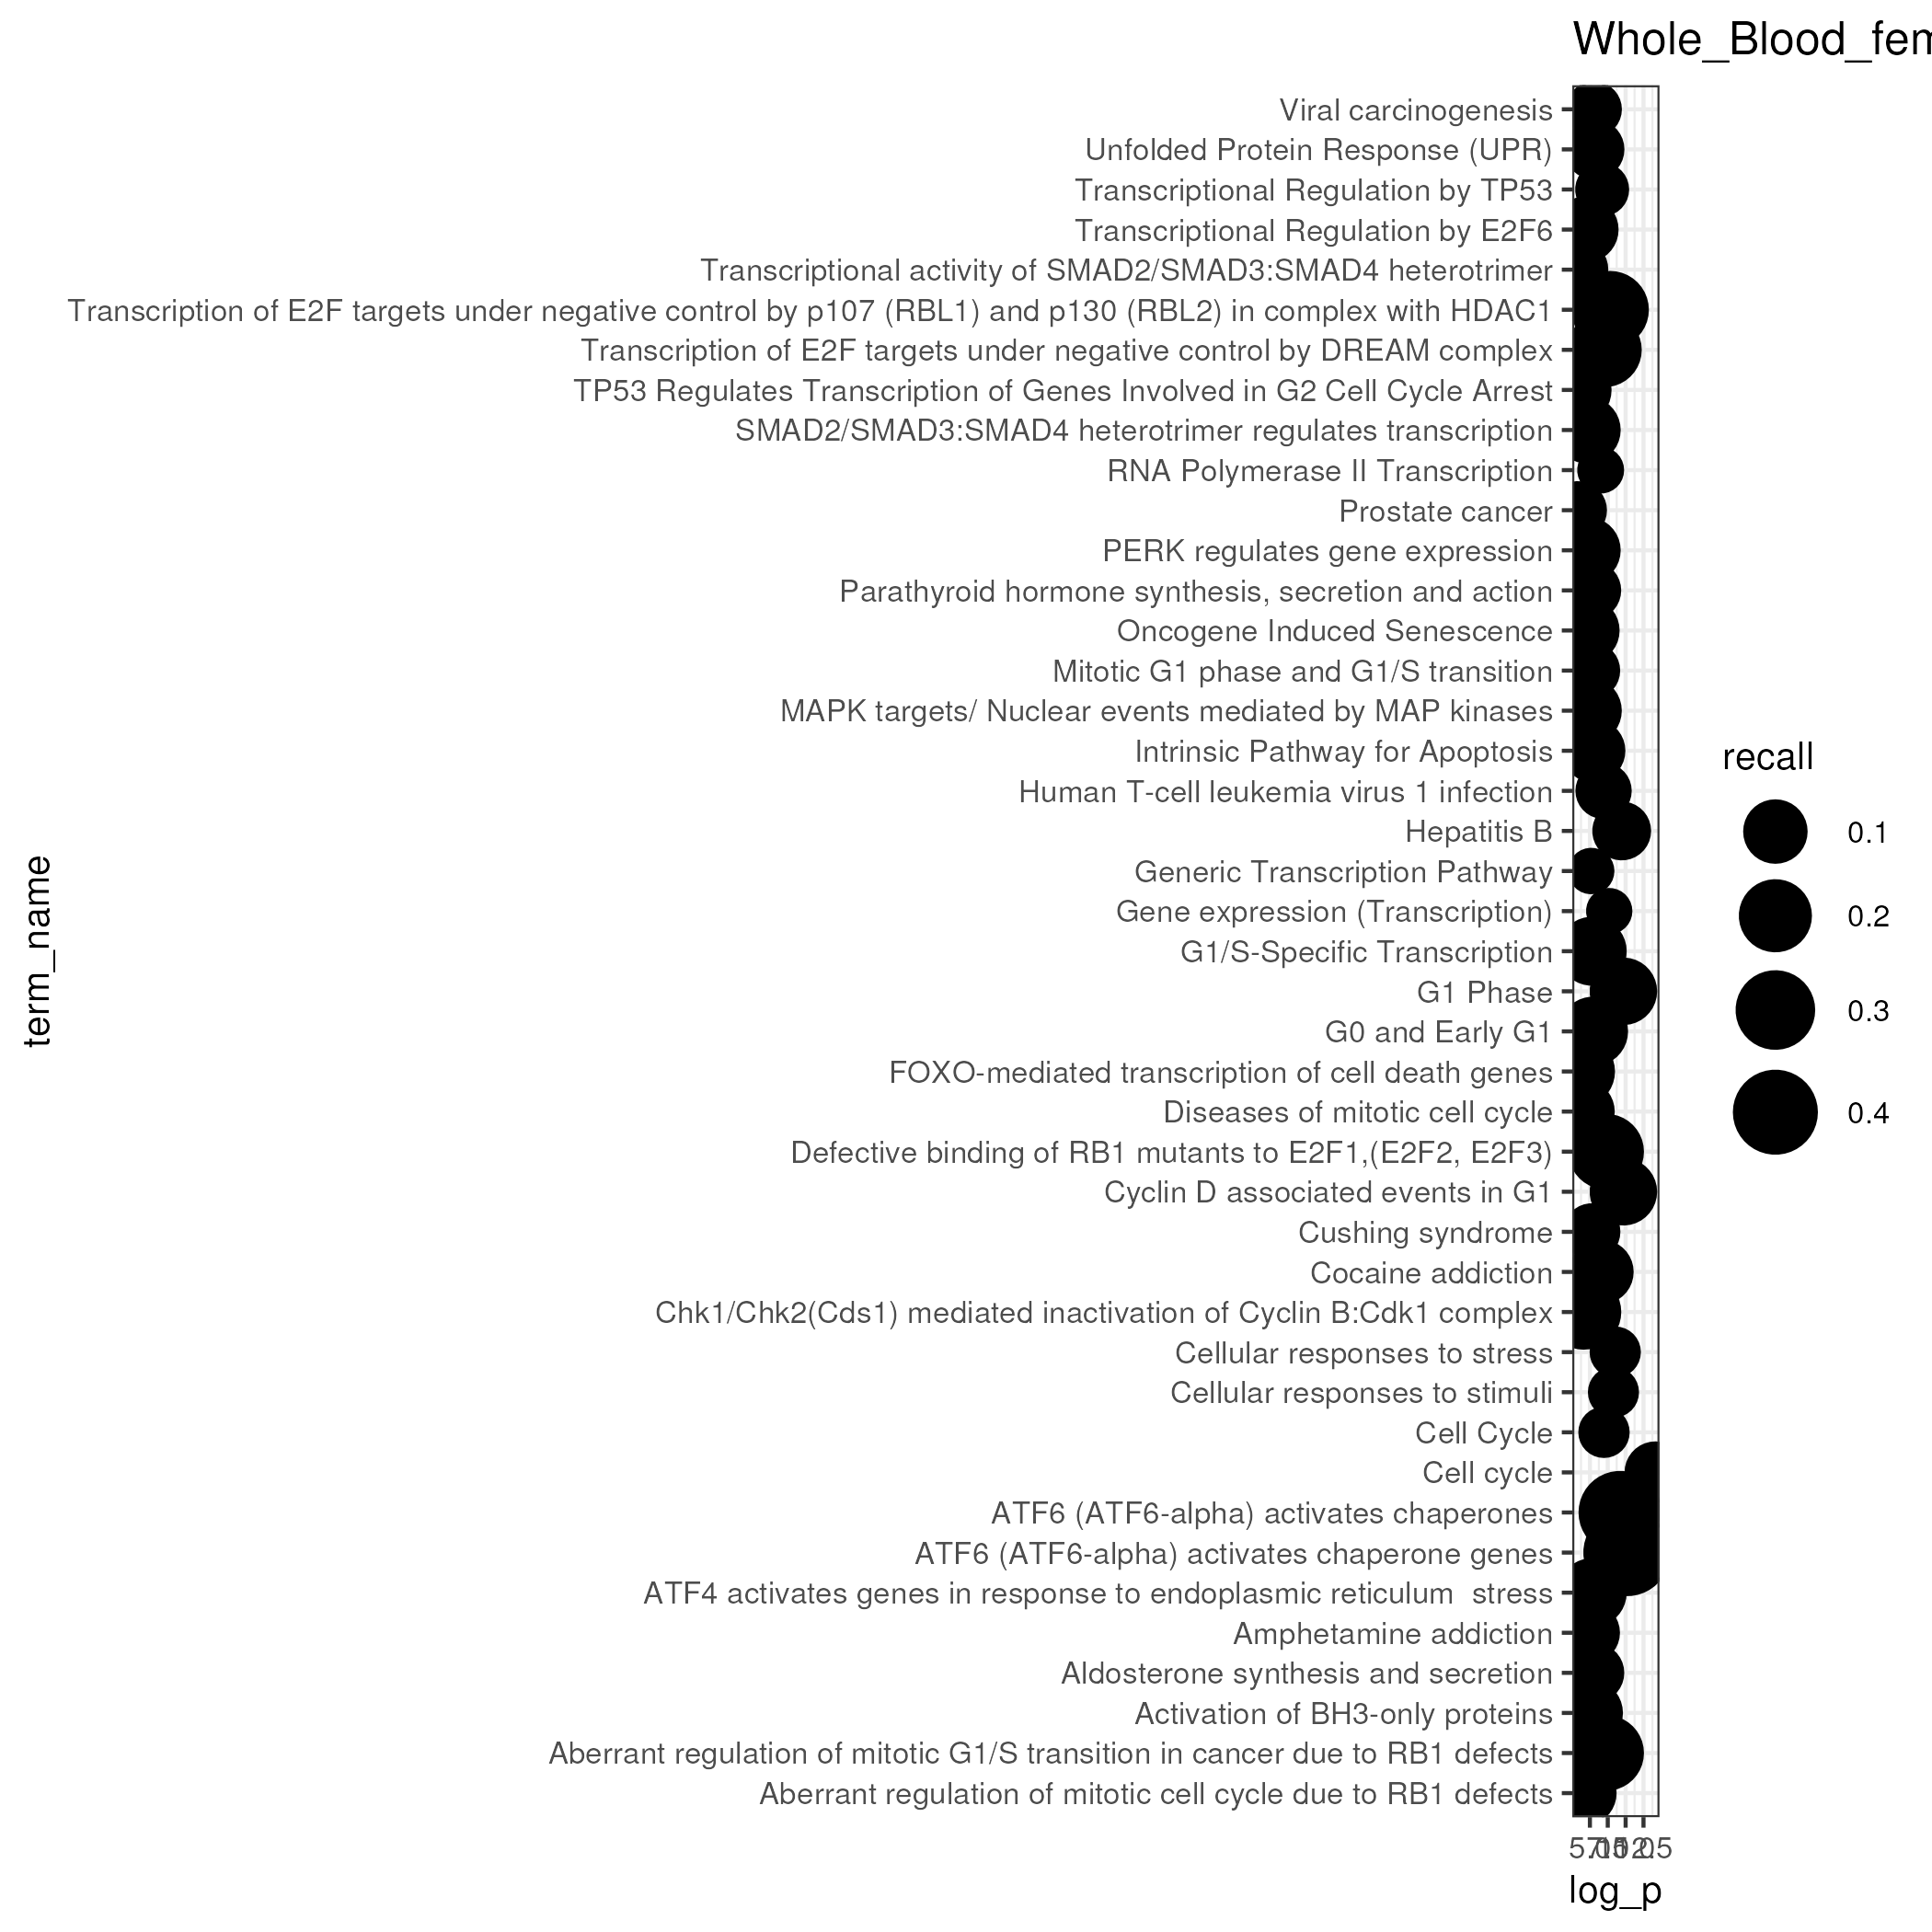 Whole_Blood_fem
Viral carcinogenesis
Unfolded Protein Response (UPR)
Transcriptional Regulation by TP53
Transcriptional Regulation by E2F6
Transcriptional activity of SMAD2/SMAD3:SMAD4 heterotrimer
Transcription of E2F targets under negative control by p107 (RBL1) and p130 (RBL2) in complex with HDAC1
Transcription of E2F targets under negative control by DREAM complex
TP53 Regulates Transcription of Genes Involved in G2 Cell Cycle Arrest
SMAD2/SMAD3:SMAD4 heterotrimer regulates transcription
RNA Polymerase II Transcription
Prostate cancer
PERK regulates gene expression
Parathyroid hormone synthesis, secretion and action
Oncogene Induced Senescence
Mitotic G1 phase and G1/S transition
MAPK targets/ Nuclear events mediated by MAP kinases
Intrinsic Pathway for Apoptosis
Human T-cell leukemia virus 1 infection
Hepatitis B
Generic Transcription Pathway
Gene expression (Transcription)
G1/S-Specific Transcription
G1 Phase
G0 and Early G1
FOXO-mediated transcription of cell death genes
Diseases of mitotic cell cycle
Defective binding of RB1 mutants to E2F1,(E2F2, E2F3)
Cyclin D associated events in G1
Cushing syndrome
Cocaine addiction
Chk1/Chk2(Cds1) mediated inactivation of Cyclin B:Cdk1 complex
Cellular responses to stress
Cellular responses to stimuli
Cell Cycle
Cell cycle
ATF6 (ATF6-alpha) activates chaperones
ATF6 (ATF6-alpha) activates chaperone genes
ATF4 activates genes in response to endoplasmic reticulum  stress
Amphetamine addiction
Aldosterone synthesis and secretion
Activation of BH3-only proteins
Aberrant regulation of mitotic G1/S transition in cancer due to RB1 defects
Aberrant regulation of mitotic cell cycle due to RB1 defects
term_name
log_p
recall
0.1
0.2
0.3
0.4